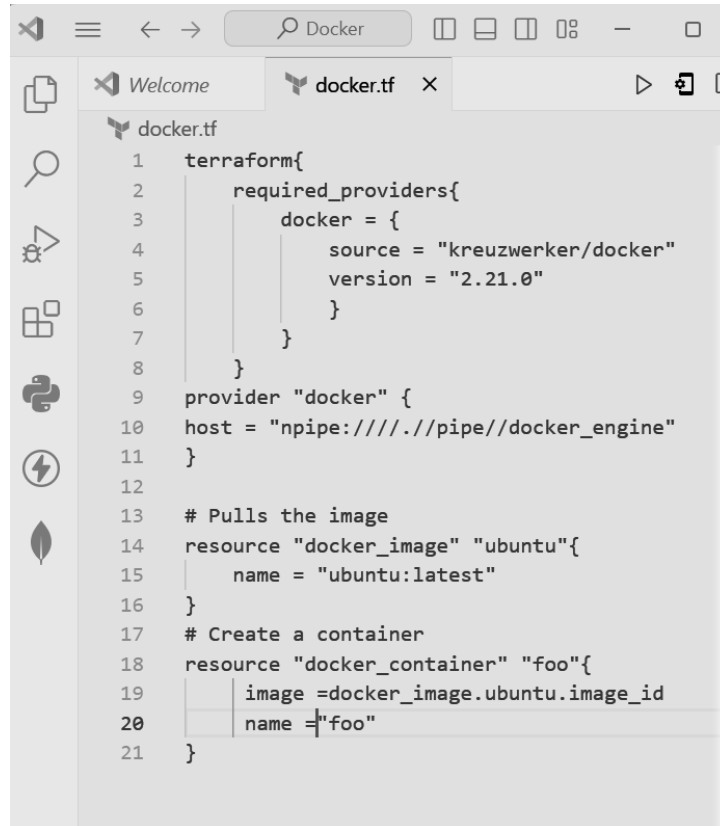 Docker
Welcome
docker.tf
docker.tf
1 terraform{
2 required_providers{
3 docker = {
4 source = "kreuzwerker/docker"
5 version = "2.21.0"
6 }
7 }
8 }
9 provider "docker" {
10 host = "npipe:////.//pipe//docker_engine"
11 }
12
13 # Pulls the image
14 resource "docker_image" "ubuntu"{
15 name = "ubuntu:latest"
16 }
17 # Create a container
18 resource "docker_container" "foo"{
19 image =docker_image.ubuntu.image_id
20 name ="foo"
21 }